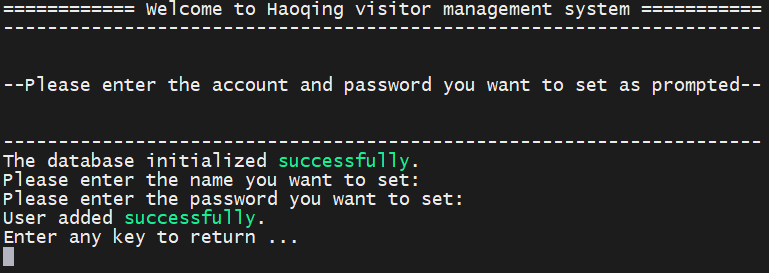 ============ Welcome to Haoqing visitor management system ===========
---------------------------------------------------------------------
--Please enter the account and password you want to set as prompted--
---------------------------------------------------------------------
The database initialized successfully.
Please enter the name you want to set:
Please enter the password you want to set:
User added successfully.
Enter any key to return ...